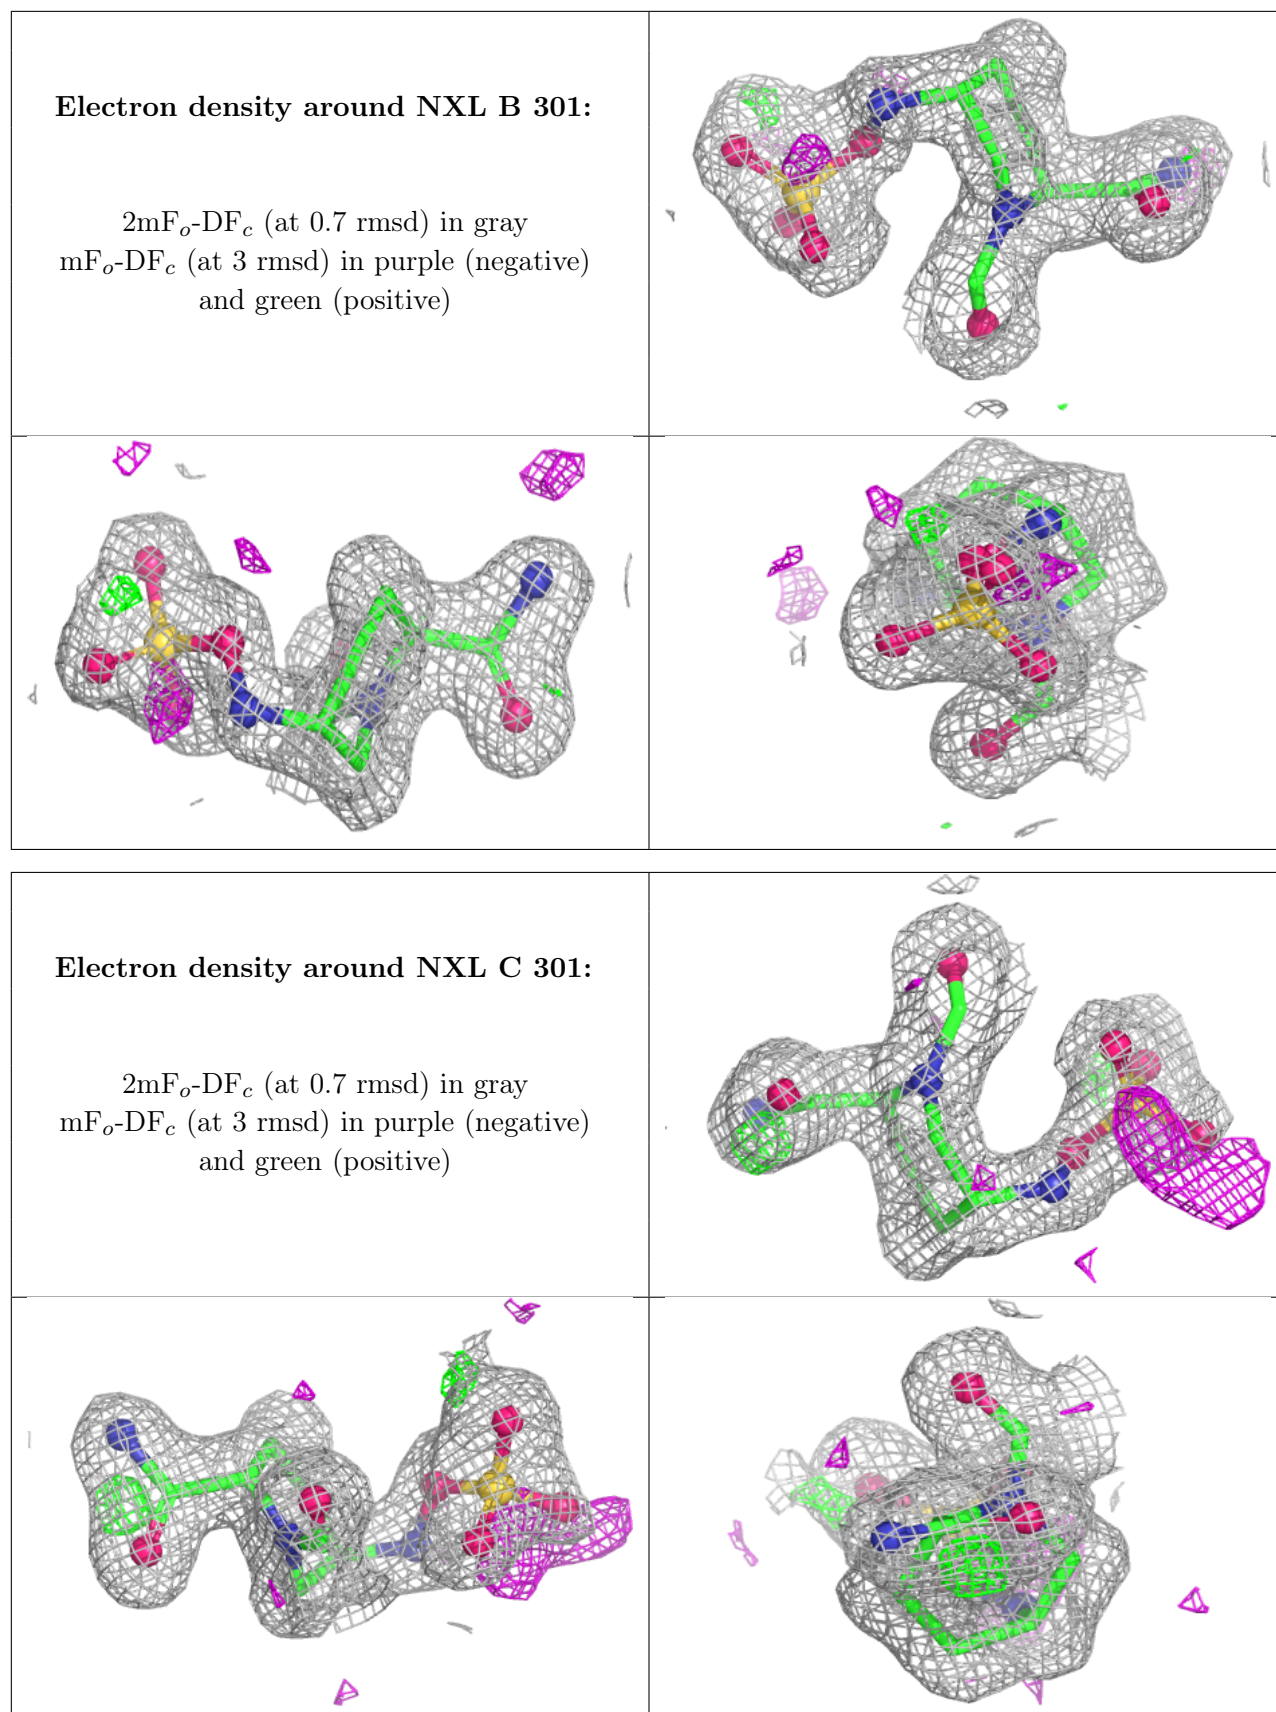 Electron density around NXL B 301:
2mFo-DFc (at 0.7 rmsd) in gray
mFo-DFc (at 3 rmsd) in purple (negative)
and green (positive)
Electron density around NXL C 301:
2mFo-DFc (at 0.7 rmsd) in gray
mFo-DFc (at 3 rmsd) in purple (negative)
and green (positive)